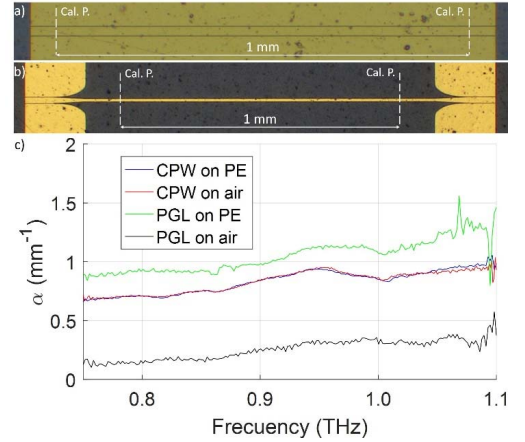 a)
Cal. P.
Cal. P.
1 mm
b)
Cal. P.
Cal. P.
1 mm
c)
2
1.5
1
0.5
0
α (mm⁻¹)
CPW on PE
CPW on air
PGL on PE
PGL on air
0.8
0.9
1.0
1.1
Frecuency (THz)